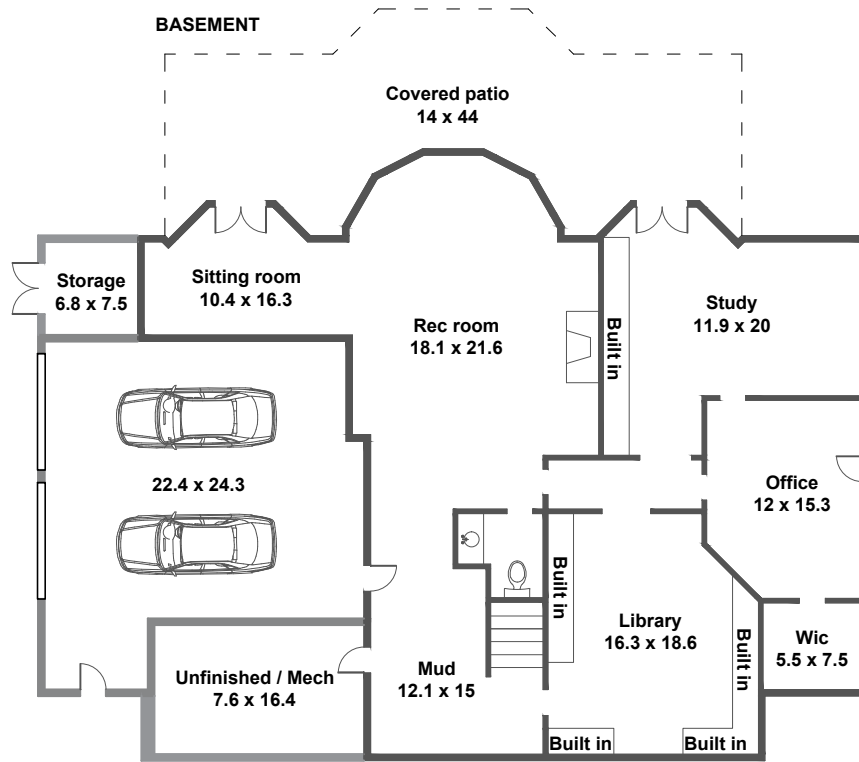 BASEMENT
Covered patio
14 x 44
Sitting room
10.4 x 16.3
Storage
6.8 x 7.5
Rec room
18.1 x 21.6
Built in
Study
11.9 x 20
22.4 x 24.3
Office
12 x 15.3
Built in
Library
16.3 x 18.6
Built in
Wic
5.5 x 7.5
Unfinished / Mech
7.6 x 16.4
Mud
12.1 x 15
Built in
Built in